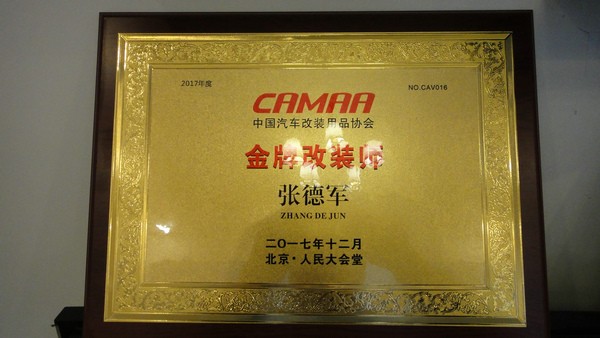 2017年度
NO.CAV016
CAMAA
中国汽车改装用品协会
金牌改装师
张德军
ZHANG DE JUN
二〇一七年十二月
北京·人民大会堂